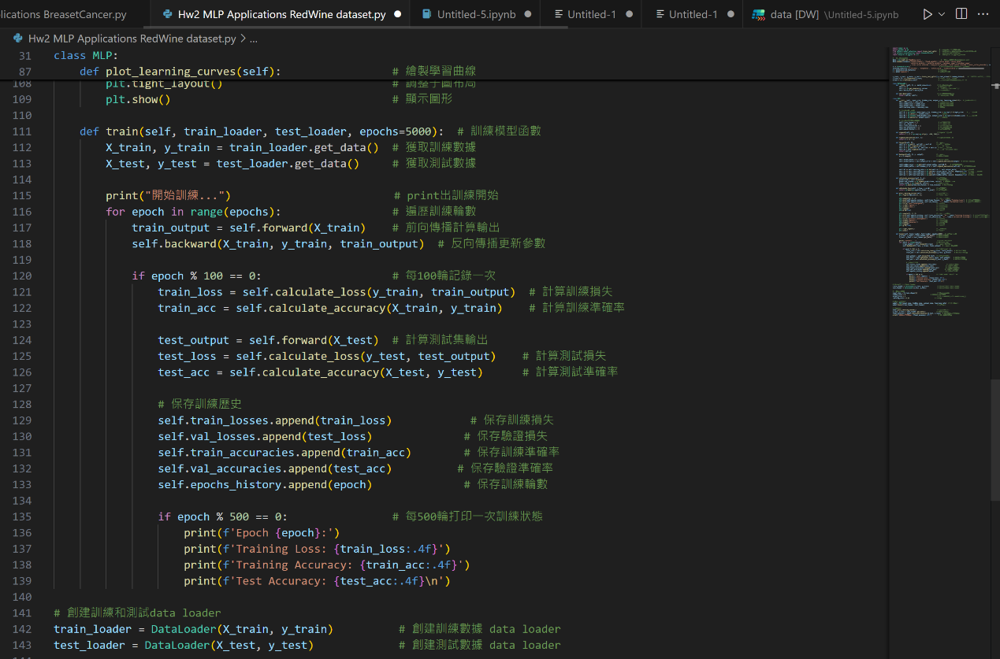 lications BreasetCancer.py
Hw2 MLP Applications RedWine dataset.py
Untitled-5.ipynb
Untitled-1
Untitled-1
data [DW] \Untitled-5.ipynb
Hw2 MLP Applications RedWine dataset.py > ...
31 class MLP:
87 def plot_learning_curves(self): # 繪製學習曲線
108 plt.tight_layout() # 調整子圖布局
109 plt.show() # 顯示圖形
110
111 def train(self, train_loader, test_loader, epochs=5000): # 訓練模型函數
112 X_train, y_train = train_loader.get_data() # 獲取訓練數據
113 X_test, y_test = test_loader.get_data() # 獲取測試數據
114
115 print("開始訓練...") # print出訓練開始
116 for epoch in range(epochs): # 遍歷訓練輪數
117 train_output = self.forward(X_train) # 前向傳播計算輸出
118 self.backward(X_train, y_train, train_output) # 反向傳播更新參數
119
120 if epoch % 100 == 0: # 每100輪記錄一次
121 train_loss = self.calculate_loss(y_train, train_output) # 計算訓練損失
122 train_acc = self.calculate_accuracy(X_train, y_train) # 計算訓練準確率
123
124 test_output = self.forward(X_test) # 計算測試集輸出
125 test_loss = self.calculate_loss(y_test, test_output) # 計算測試損失
126 test_acc = self.calculate_accuracy(X_test, y_test) # 計算測試準確率
127
128 # 保存訓練歷史
129 self.train_losses.append(train_loss) # 保存訓練損失
130 self.val_losses.append(test_loss) # 保存驗證損失
131 self.train_accuracies.append(train_acc) # 保存訓練準確率
132 self.val_accuracies.append(test_acc) # 保存驗證準確率
133 self.epochs_history.append(epoch) # 保存訓練輪數
134
135 if epoch % 500 == 0: # 每500輪打印一次訓練狀態
136 print(f'Epoch {epoch}:')
137 print(f'Training Loss: {train_loss:.4f}')
138 print(f'Training Accuracy: {train_acc:.4f}')
139 print(f'Test Accuracy: {test_acc:.4f}\n')
140
141 # 創建訓練和測試data loader
142 train_loader = DataLoader(X_train, y_train) # 創建訓練數據 data loader
143 test_loader = DataLoader(X_test, y_test) # 創建測試數據 data loader